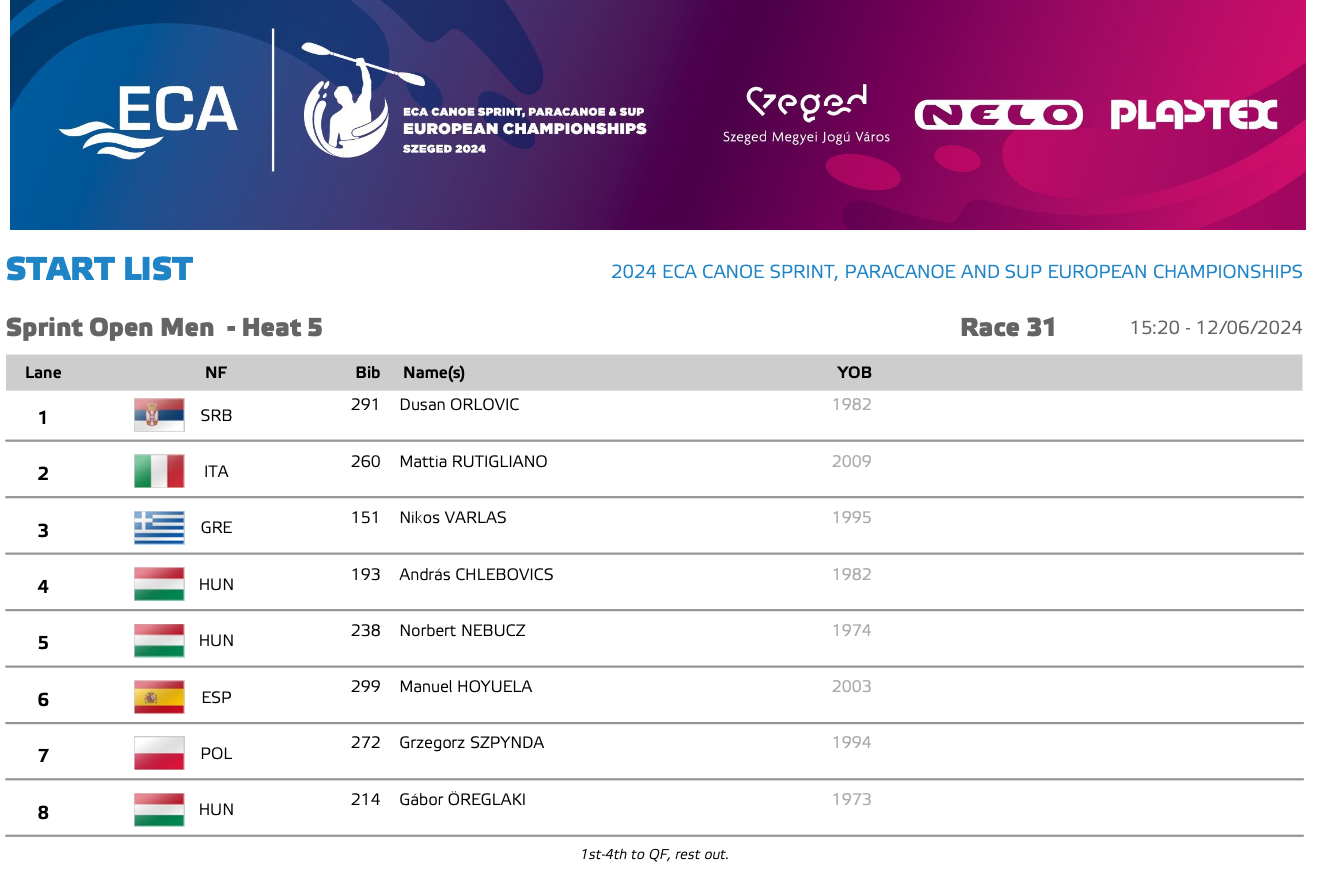 ECA
ECA CANOE SPRINT, PARACANOE & SUP
EUROPEAN CHAMPIONSHIPS
SZEGED 2024
Szeged
Szeged Megyei Jogú Város
NELO
PLASTEX
START LIST
2024 ECA CANOE SPRINT, PARACANOE AND SUP EUROPEAN CHAMPIONSHIPS
Sprint Open Men - Heat 5 Race 31 15:20 - 12/06/2024
Lane NF Bib Name(s) YOB
1 SRB 291 Dusan ORLOVIC 1982
2 ITA 260 Mattia RUTIGLIANO 2009
3 GRE 151 Nikos VARLAS 1995
4 HUN 193 András CHLEBOVICS 1982
5 HUN 238 Norbert NEBUCZ 1974
6 ESP 299 Manuel HOYUELA 2003
7 POL 272 Grzegorz SZPYNDA 1994
8 HUN 214 Gábor ÖREGLAKI 1973
1st-4th to QF, rest out.